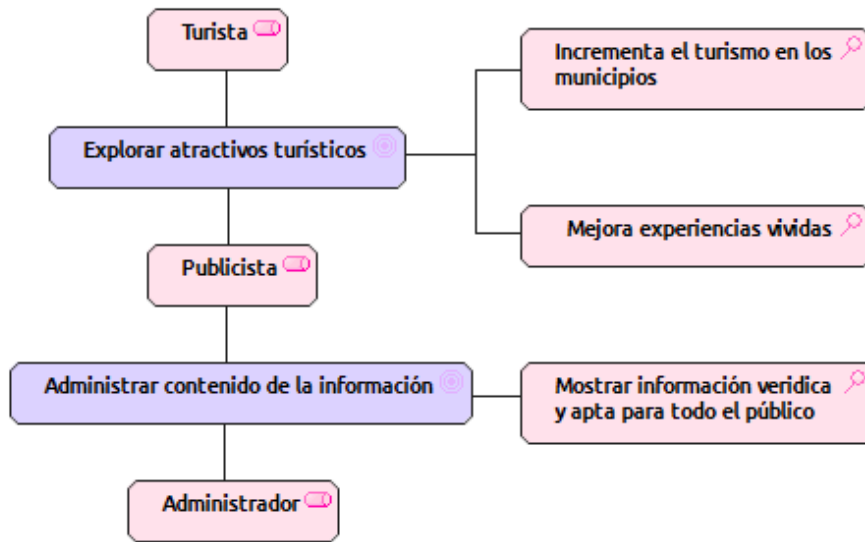 Turista
Incrementa el turismo en los
municipios
Explorar atractivos turísticos
Mejora experiencias vividas
Publicista
Administrar contenido de la información
Mostrar información veridica
y apta para todo el público
Administrador